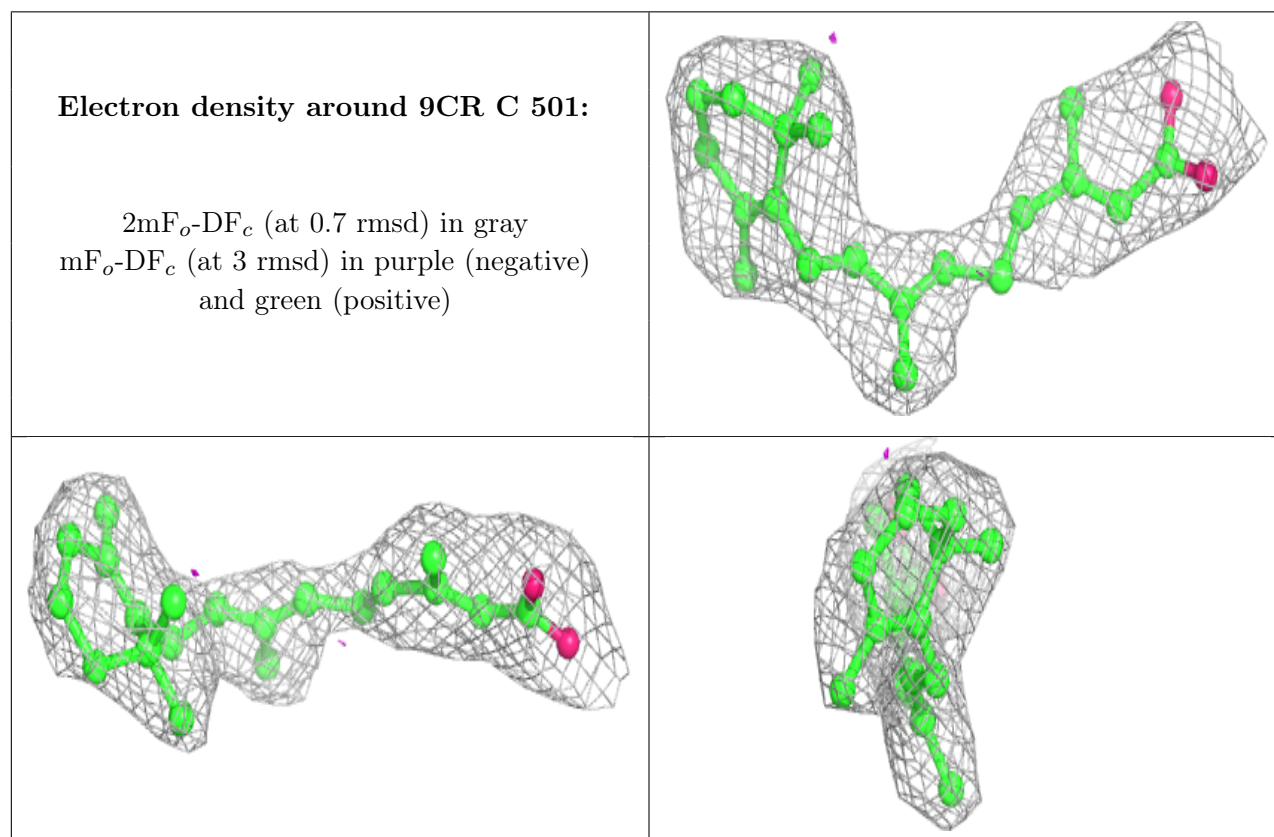 Electron density around 9CR C 501:
2mFo-DFc (at 0.7 rmsd) in gray
mFo-DFc (at 3 rmsd) in purple (negative)
and green (positive)